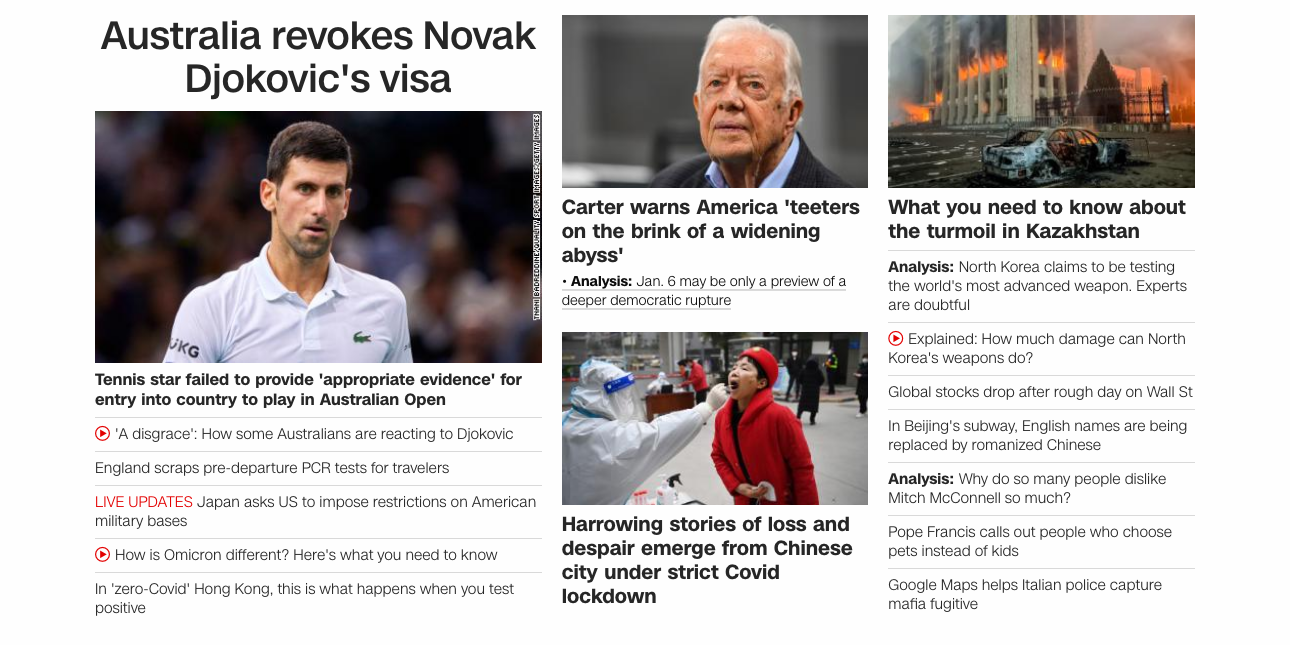 Australia revokes Novak
Djokovic's visa
TNANI BADREDDINE/QUALITY SPORT IMAGES/GETTY IMAGES
UKG
Tennis star failed to provide 'appropriate evidence' for
entry into country to play in Australian Open
'A disgrace': How some Australians are reacting to Djokovic
England scraps pre-departure PCR tests for travelers
LIVE UPDATES Japan asks US to impose restrictions on American
military bases
How is Omicron different? Here's what you need to know
In 'zero-Covid' Hong Kong, this is what happens when you test
positive
Carter warns America 'teeters
on the brink of a widening
abyss'
• Analysis: Jan. 6 may be only a preview of a
deeper democratic rupture
Harrowing stories of loss and
despair emerge from Chinese
city under strict Covid
lockdown
What you need to know about
the turmoil in Kazakhstan
Analysis: North Korea claims to be testing
the world's most advanced weapon. Experts
are doubtful
Explained: How much damage can North
Korea's weapons do?
Global stocks drop after rough day on Wall St
In Beijing's subway, English names are being
replaced by romanized Chinese
Analysis: Why do so many people dislike
Mitch McConnell so much?
Pope Francis calls out people who choose
pets instead of kids
Google Maps helps Italian police capture
mafia fugitive